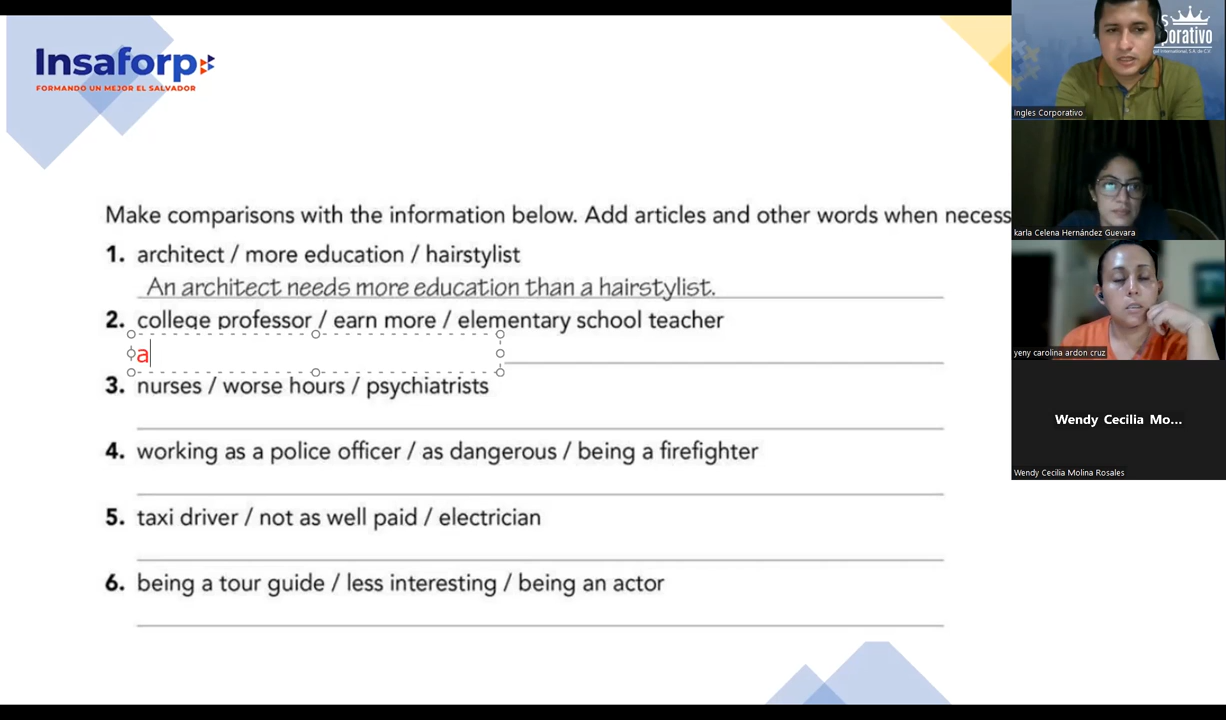 Insaforp
FORMANDO UN MEJOR EL SALVADOR
Make comparisons with the information below. Add articles and other words when necess
1. architect / more education / hairstylist
An architect needs more education than a hairstylist.
2. college professor / earn more / elementary school teacher
a
3. nurses / worse hours / psychiatrists
4. working as a police officer / as dangerous / being a firefighter
5. taxi driver / not as well paid / electrician
6. being a tour guide / less interesting / being an actor
Ingles Corporativo
karla Celena Hernández Guevara
yeny carolina ardon cruz
Wendy Cecilia Mo...
Wendy Cecilia Molina Rosales